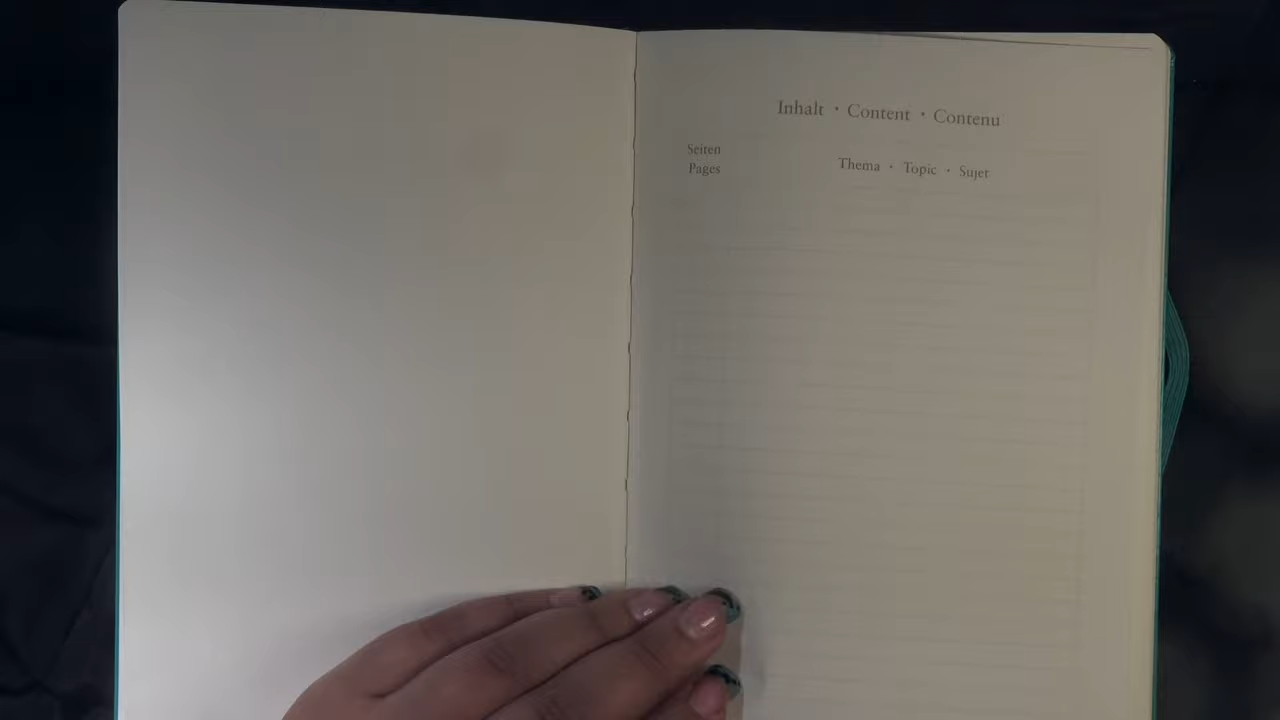 Inhalt · Content · Contenu
Seiten
Pages
Thema · Topic · Sujet